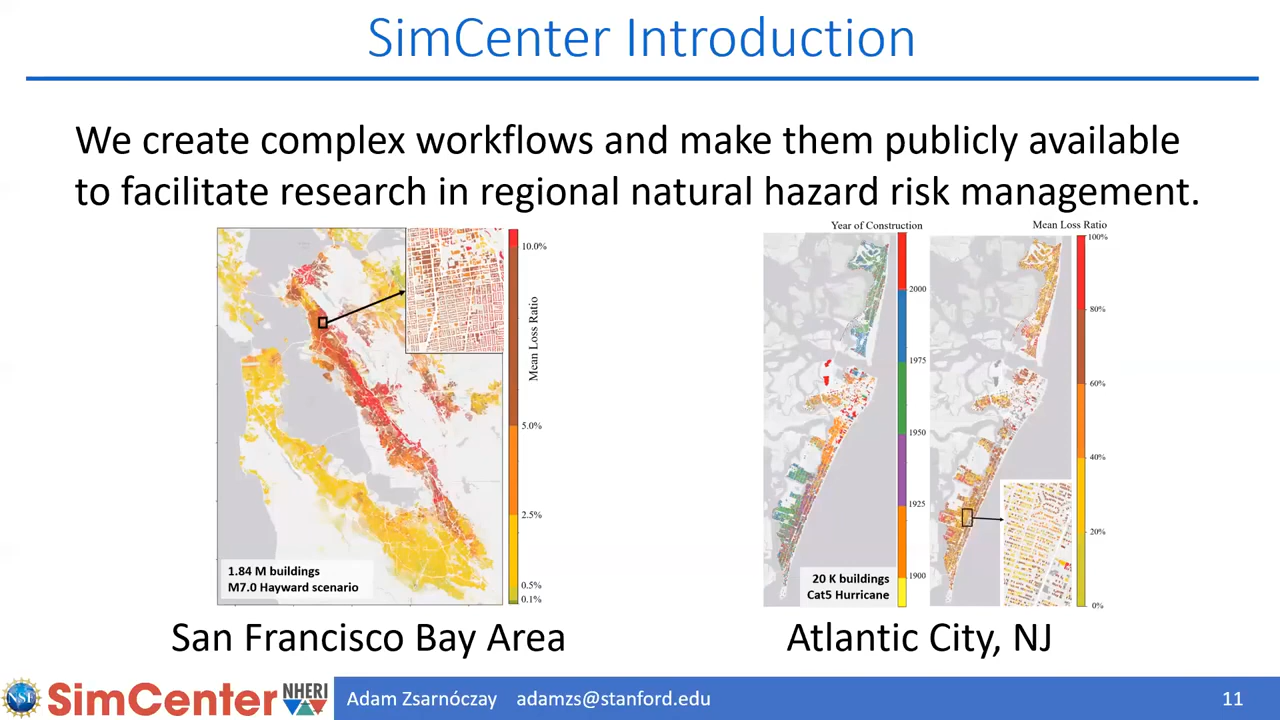 SimCenter Introduction
We create complex workflows and make them publicly available
to facilitate research in regional natural hazard risk management.
10.0%
5.0%
2.5%
0.5%
0.1%
Mean Loss Ratio
1.84 M buildings
M7.0 Hayward scenario
San Francisco Bay Area
Year of Construction
2000
1975
1950
1925
1900
20 K buildings
Cat5 Hurricane
Mean Loss Ratio
100%
80%
60%
40%
20%
0%
Atlantic City, NJ
NSF
SimCenter
NHERI
Adam Zsarnóczay adamzs@stanford.edu
11